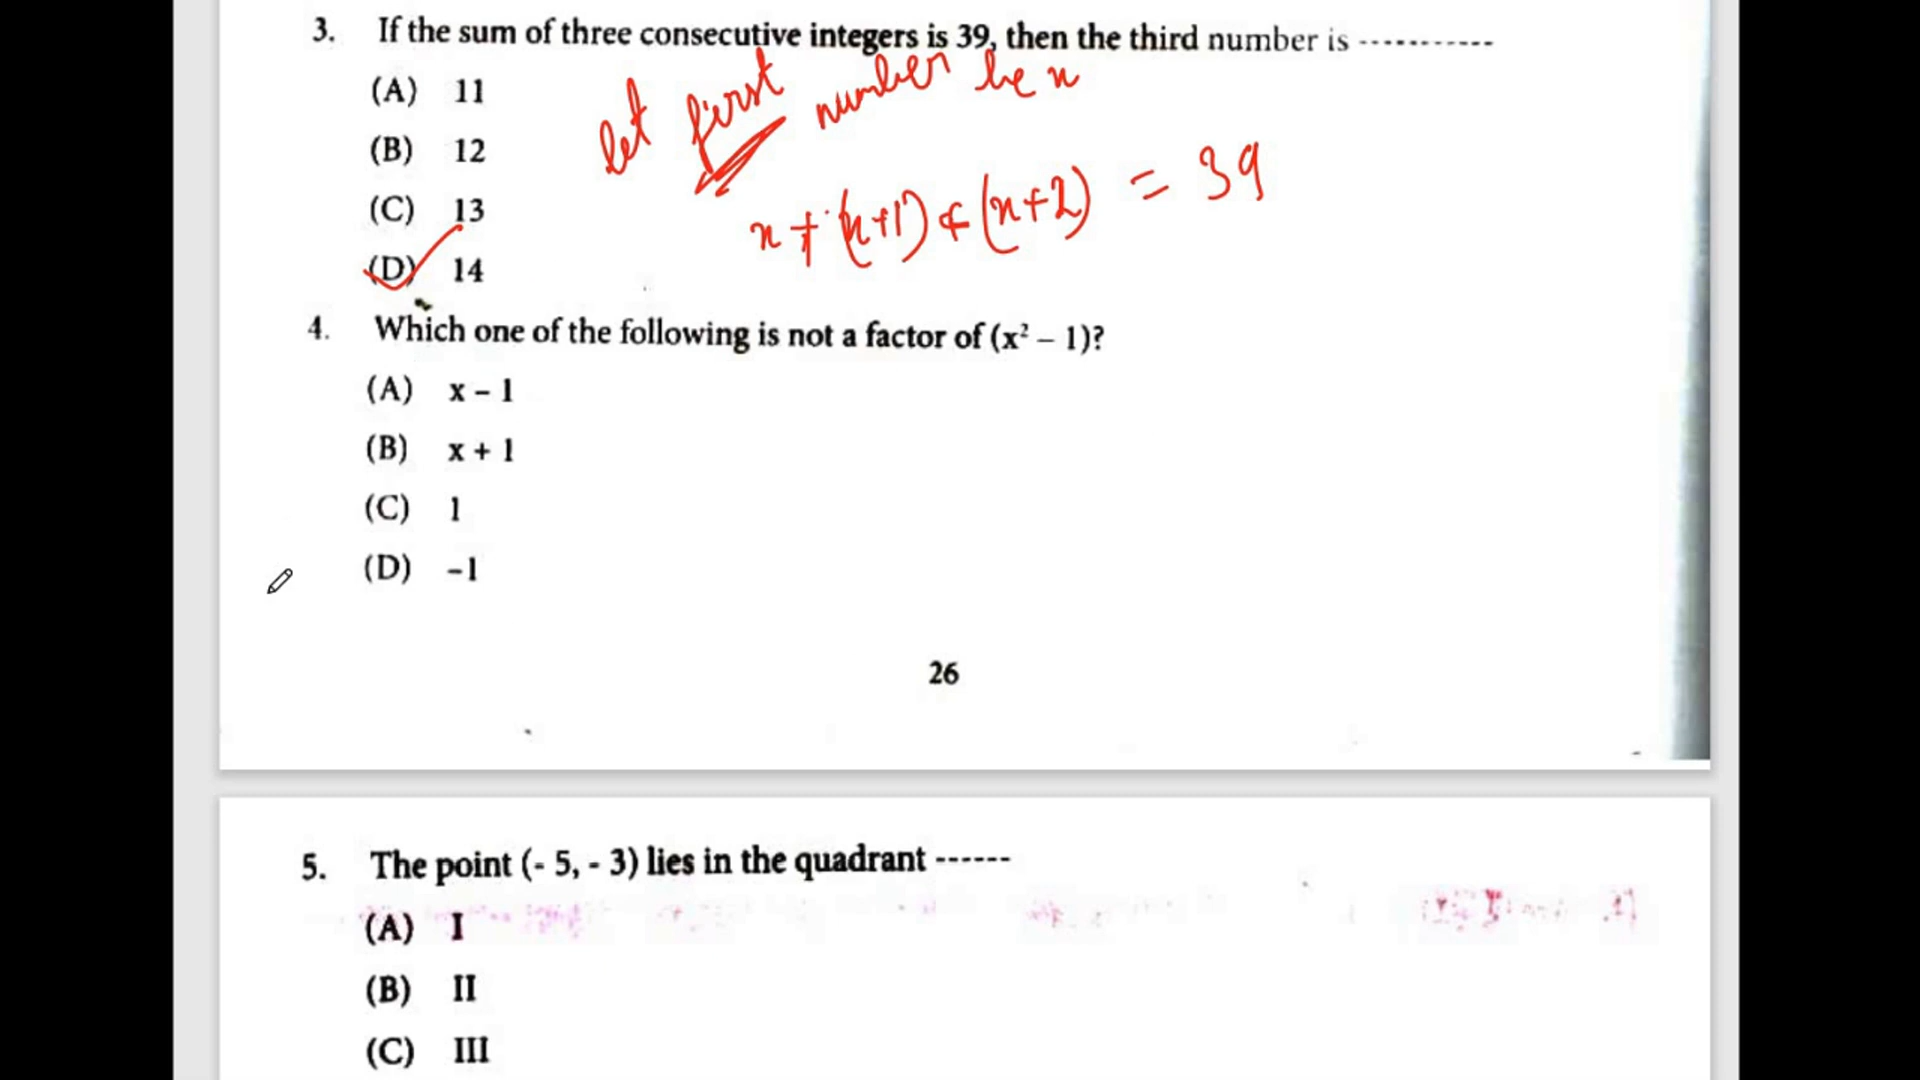 3. If the sum of three consecutive integers is 39, then the third number is -----------
(A) 11
let first number be x
(B) 12
x + (x+1) + (x+2) = 39
(C) 13
(D) 14
4. Which one of the following is not a factor of (x² – 1)?
(A) x – 1
(B) x + 1
(C) 1
(D) –1
26
5. The point (- 5, - 3) lies in the quadrant ------
(A) I
(B) II
(C) III